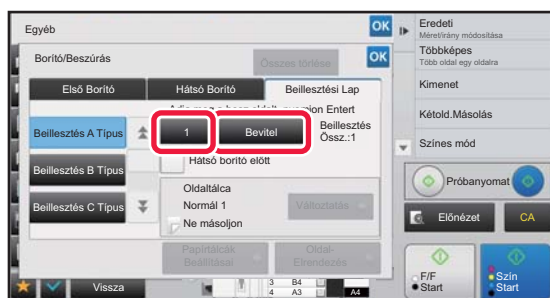 Egyéb
OK
Borító/Beszúrás
Összes törlése
OK
Első Borító
Hátsó Borító
Beillesztési Lap
Beillesztés A Típus
1
Bevitel
Beillesztés
Össz.:1
Hátsó borító előtt
Beillesztés B Típus
Beillesztés C Típus
Oldaltálca
Normál 1
Ne másoljon
Változtatás
Papírtálcák
Beállításai
Oldal-
Elrendezés
Vissza
3 B4
4 A3
A4
Eredeti
Méret/irány módosítása
Többképes
Több oldal egy oldalra
Kimenet
Kétold.Másolás
Színes mód
Próbanyomat
Előnézet
CA
F/F
Start
Szín
Start